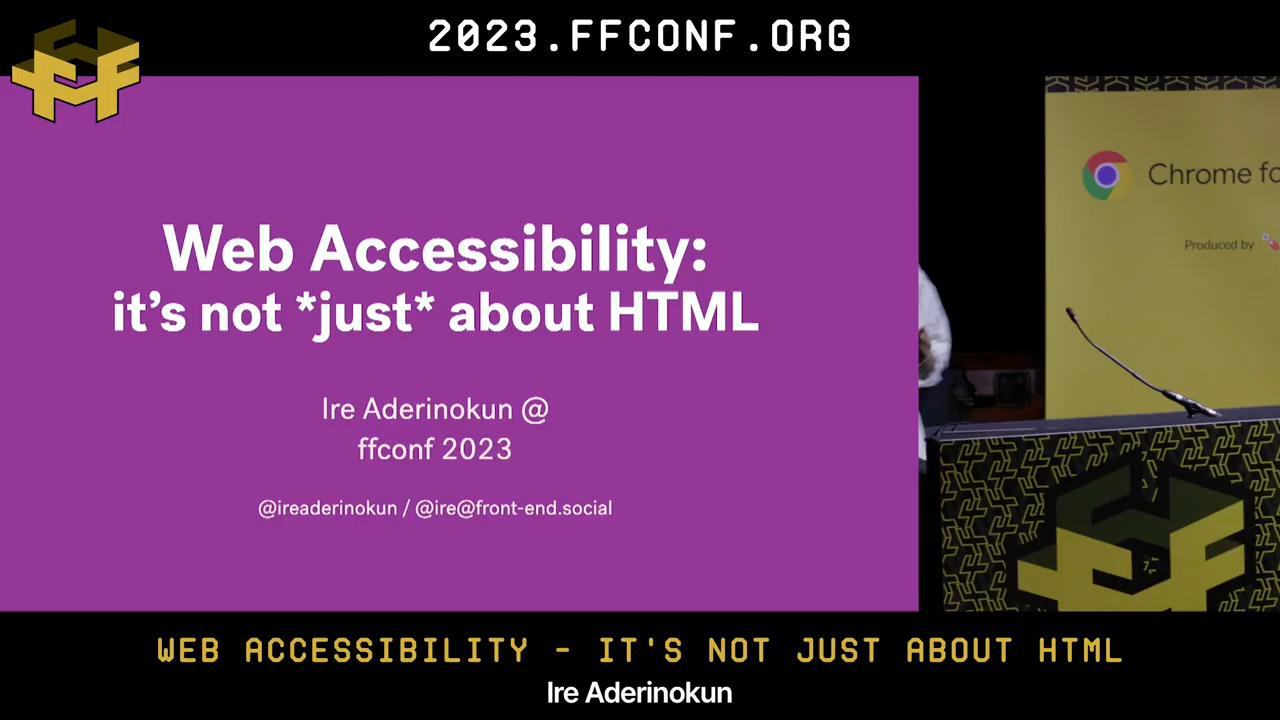 2023.FFCONF.ORG
Web Accessibility:
it's not *just* about HTML
Ire Aderinokun @
ffconf 2023
@ireaderinokun / @ire@front-end.social
Chrome fo
Produced by
WEB ACCESSIBILITY - IT'S NOT JUST ABOUT HTML
Ire Aderinokun